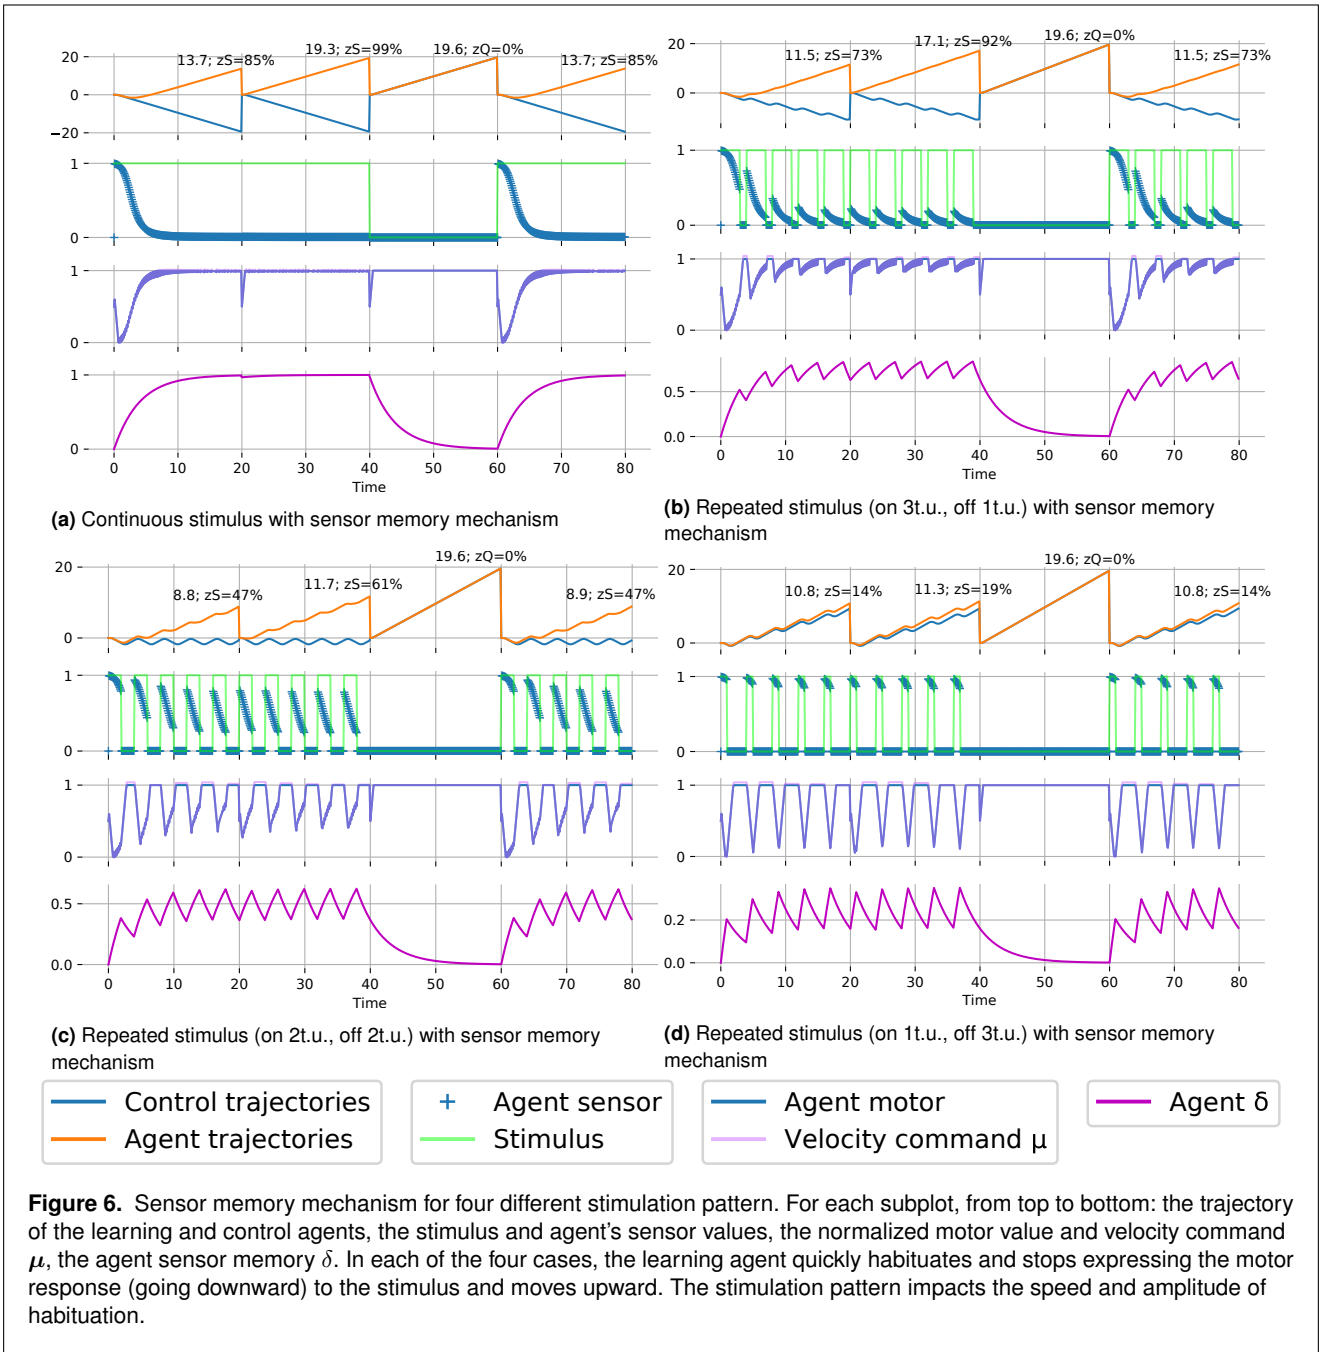 13.7; zS=85%
19.3; zS=99%
19.6; zQ=0%
13.7; zS=85%
20
0
−20
1
0
1
0
1
0
0 10 20 30 40 50 60 70 80
Time
(a) Continuous stimulus with sensor memory mechanism
11.5; zS=73%
17.1; zS=92%
19.6; zQ=0%
11.5; zS=73%
20
0
1
0
1
0
0.5
0.0
0 10 20 30 40 50 60 70 80
Time
(b) Repeated stimulus (on 3t.u., off 1t.u.) with sensor memory
mechanism
8.8; zS=47%
11.7; zS=61%
19.6; zQ=0%
8.9; zS=47%
20
0
1
0
1
0
0.5
0.0
0 10 20 30 40 50 60 70 80
Time
(c) Repeated stimulus (on 2t.u., off 2t.u.) with sensor memory
mechanism
10.8; zS=14%
11.3; zS=19%
19.6; zQ=0%
10.8; zS=14%
20
0
1
0
1
0
0.2
0.0
0 10 20 30 40 50 60 70 80
Time
(d) Repeated stimulus (on 1t.u., off 3t.u.) with sensor memory
mechanism
Control trajectories
Agent trajectories
Agent sensor
Stimulus
Agent motor
Velocity command μ
Agent δ
Figure 6. Sensor memory mechanism for four different stimulation pattern. For each subplot, from top to bottom: the trajectory
of the learning and control agents, the stimulus and agent's sensor values, the normalized motor value and velocity command
μ, the agent sensor memory δ. In each of the four cases, the learning agent quickly habituates and stops expressing the motor
response (going downward) to the stimulus and moves upward. The stimulation pattern impacts the speed and amplitude of
habituation.